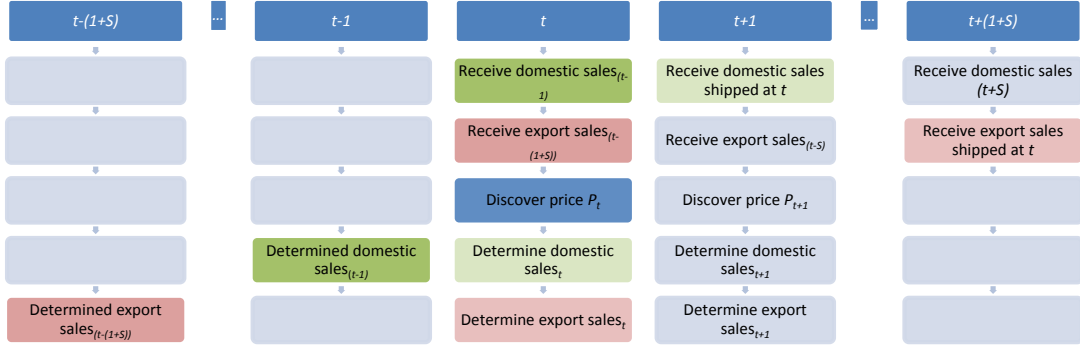 t-(1+S)
...
t-1
t
t+1
...
t+(1+S)
Receive domestic sales(t-
1)
Receive domestic sales
shipped at t
Receive domestic sales
(t+S)
Receive export sales(t-
(1+S))
Receive export sales(t-S)
Receive export sales
shipped at t
Discover price Pt
Discover price Pt+1
Determined domestic
sales(t-1)
Determine domestic
salest
Determine domestic
salest+1
Determined export
sales(t-(1+S))
Determine export salest
Determine export
salest+1